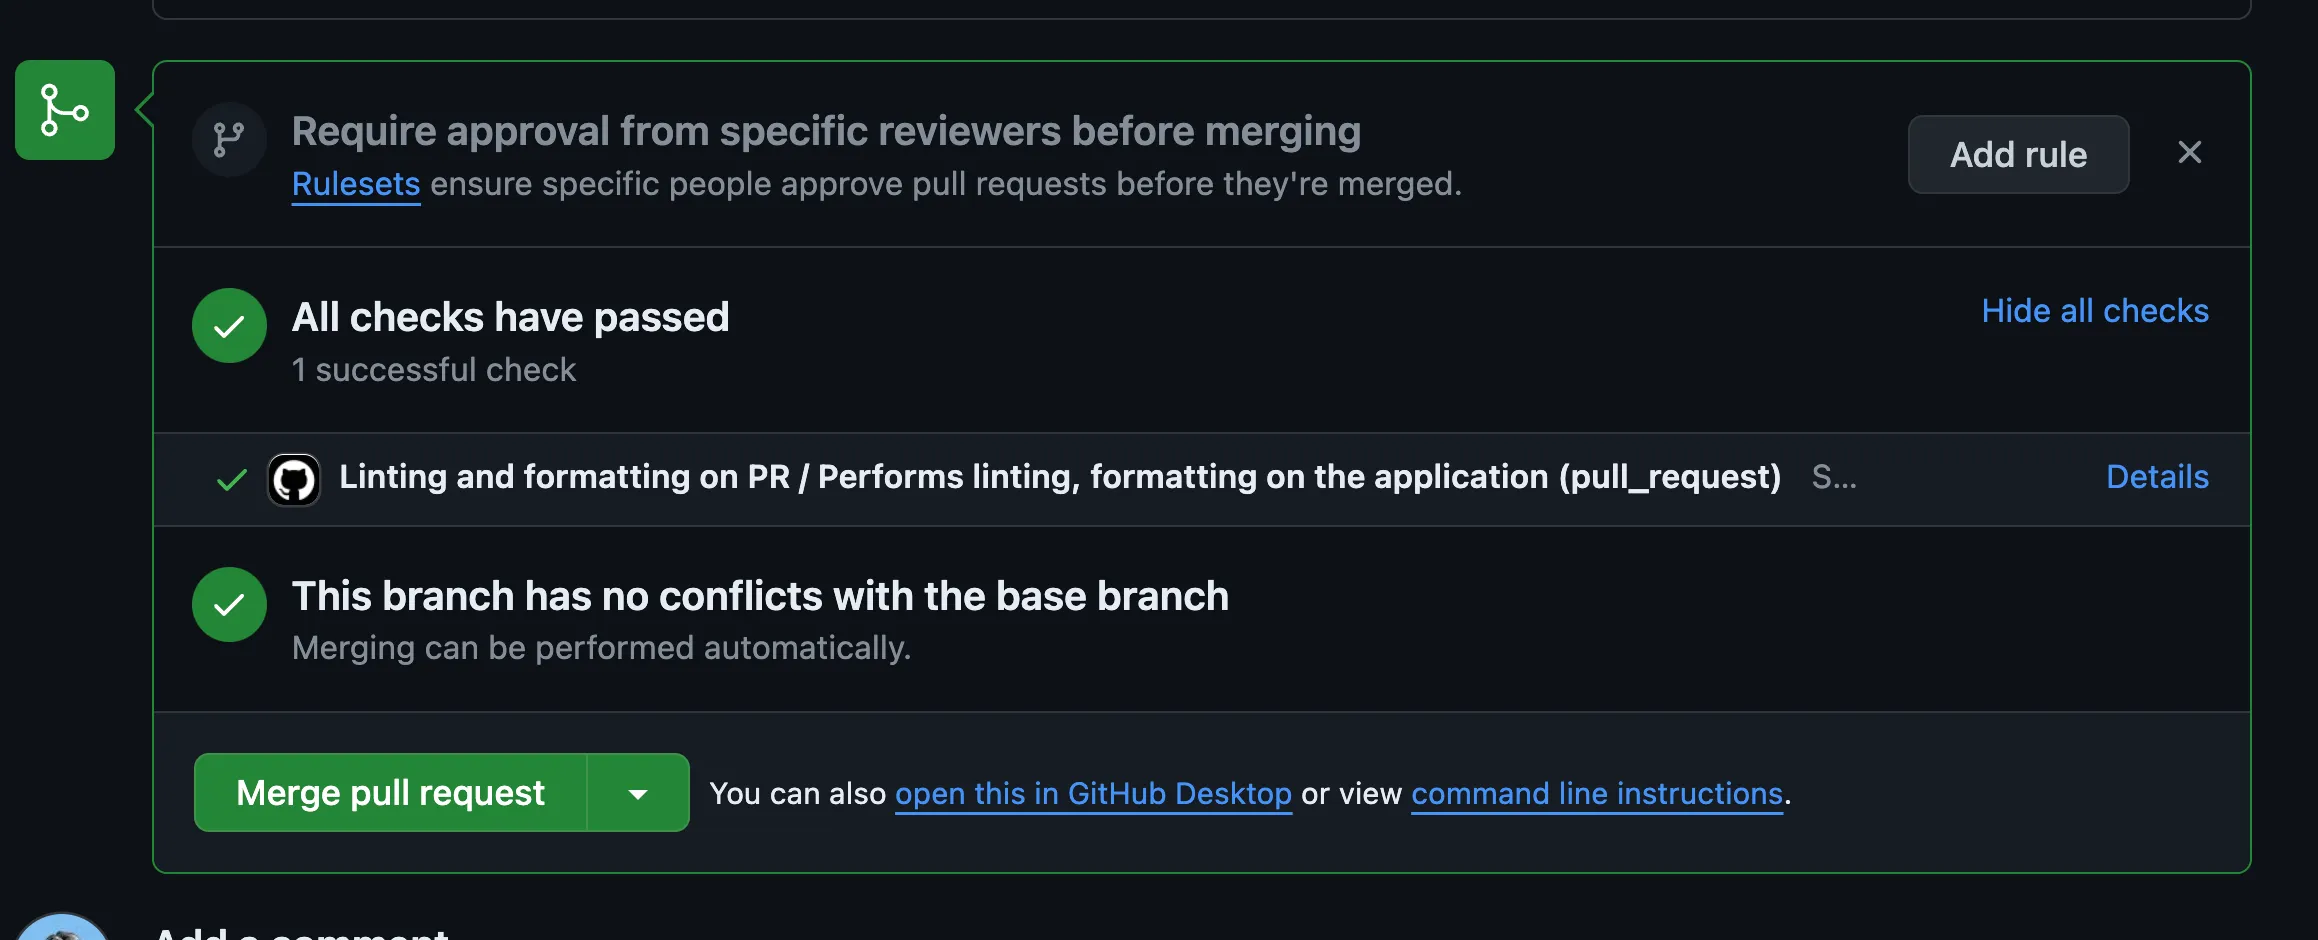 Require approval from specific reviewers before merging
Add rule
Rulesets ensure specific people approve pull requests before they're merged.
All checks have passed
Hide all checks
1 successful check
Linting and formatting on PR / Performs linting, formatting on the application (pull_request) S... Details
This branch has no conflicts with the base branch
Merging can be performed automatically.
Merge pull request
You can also open this in GitHub Desktop or view command line instructions.
Add a comment